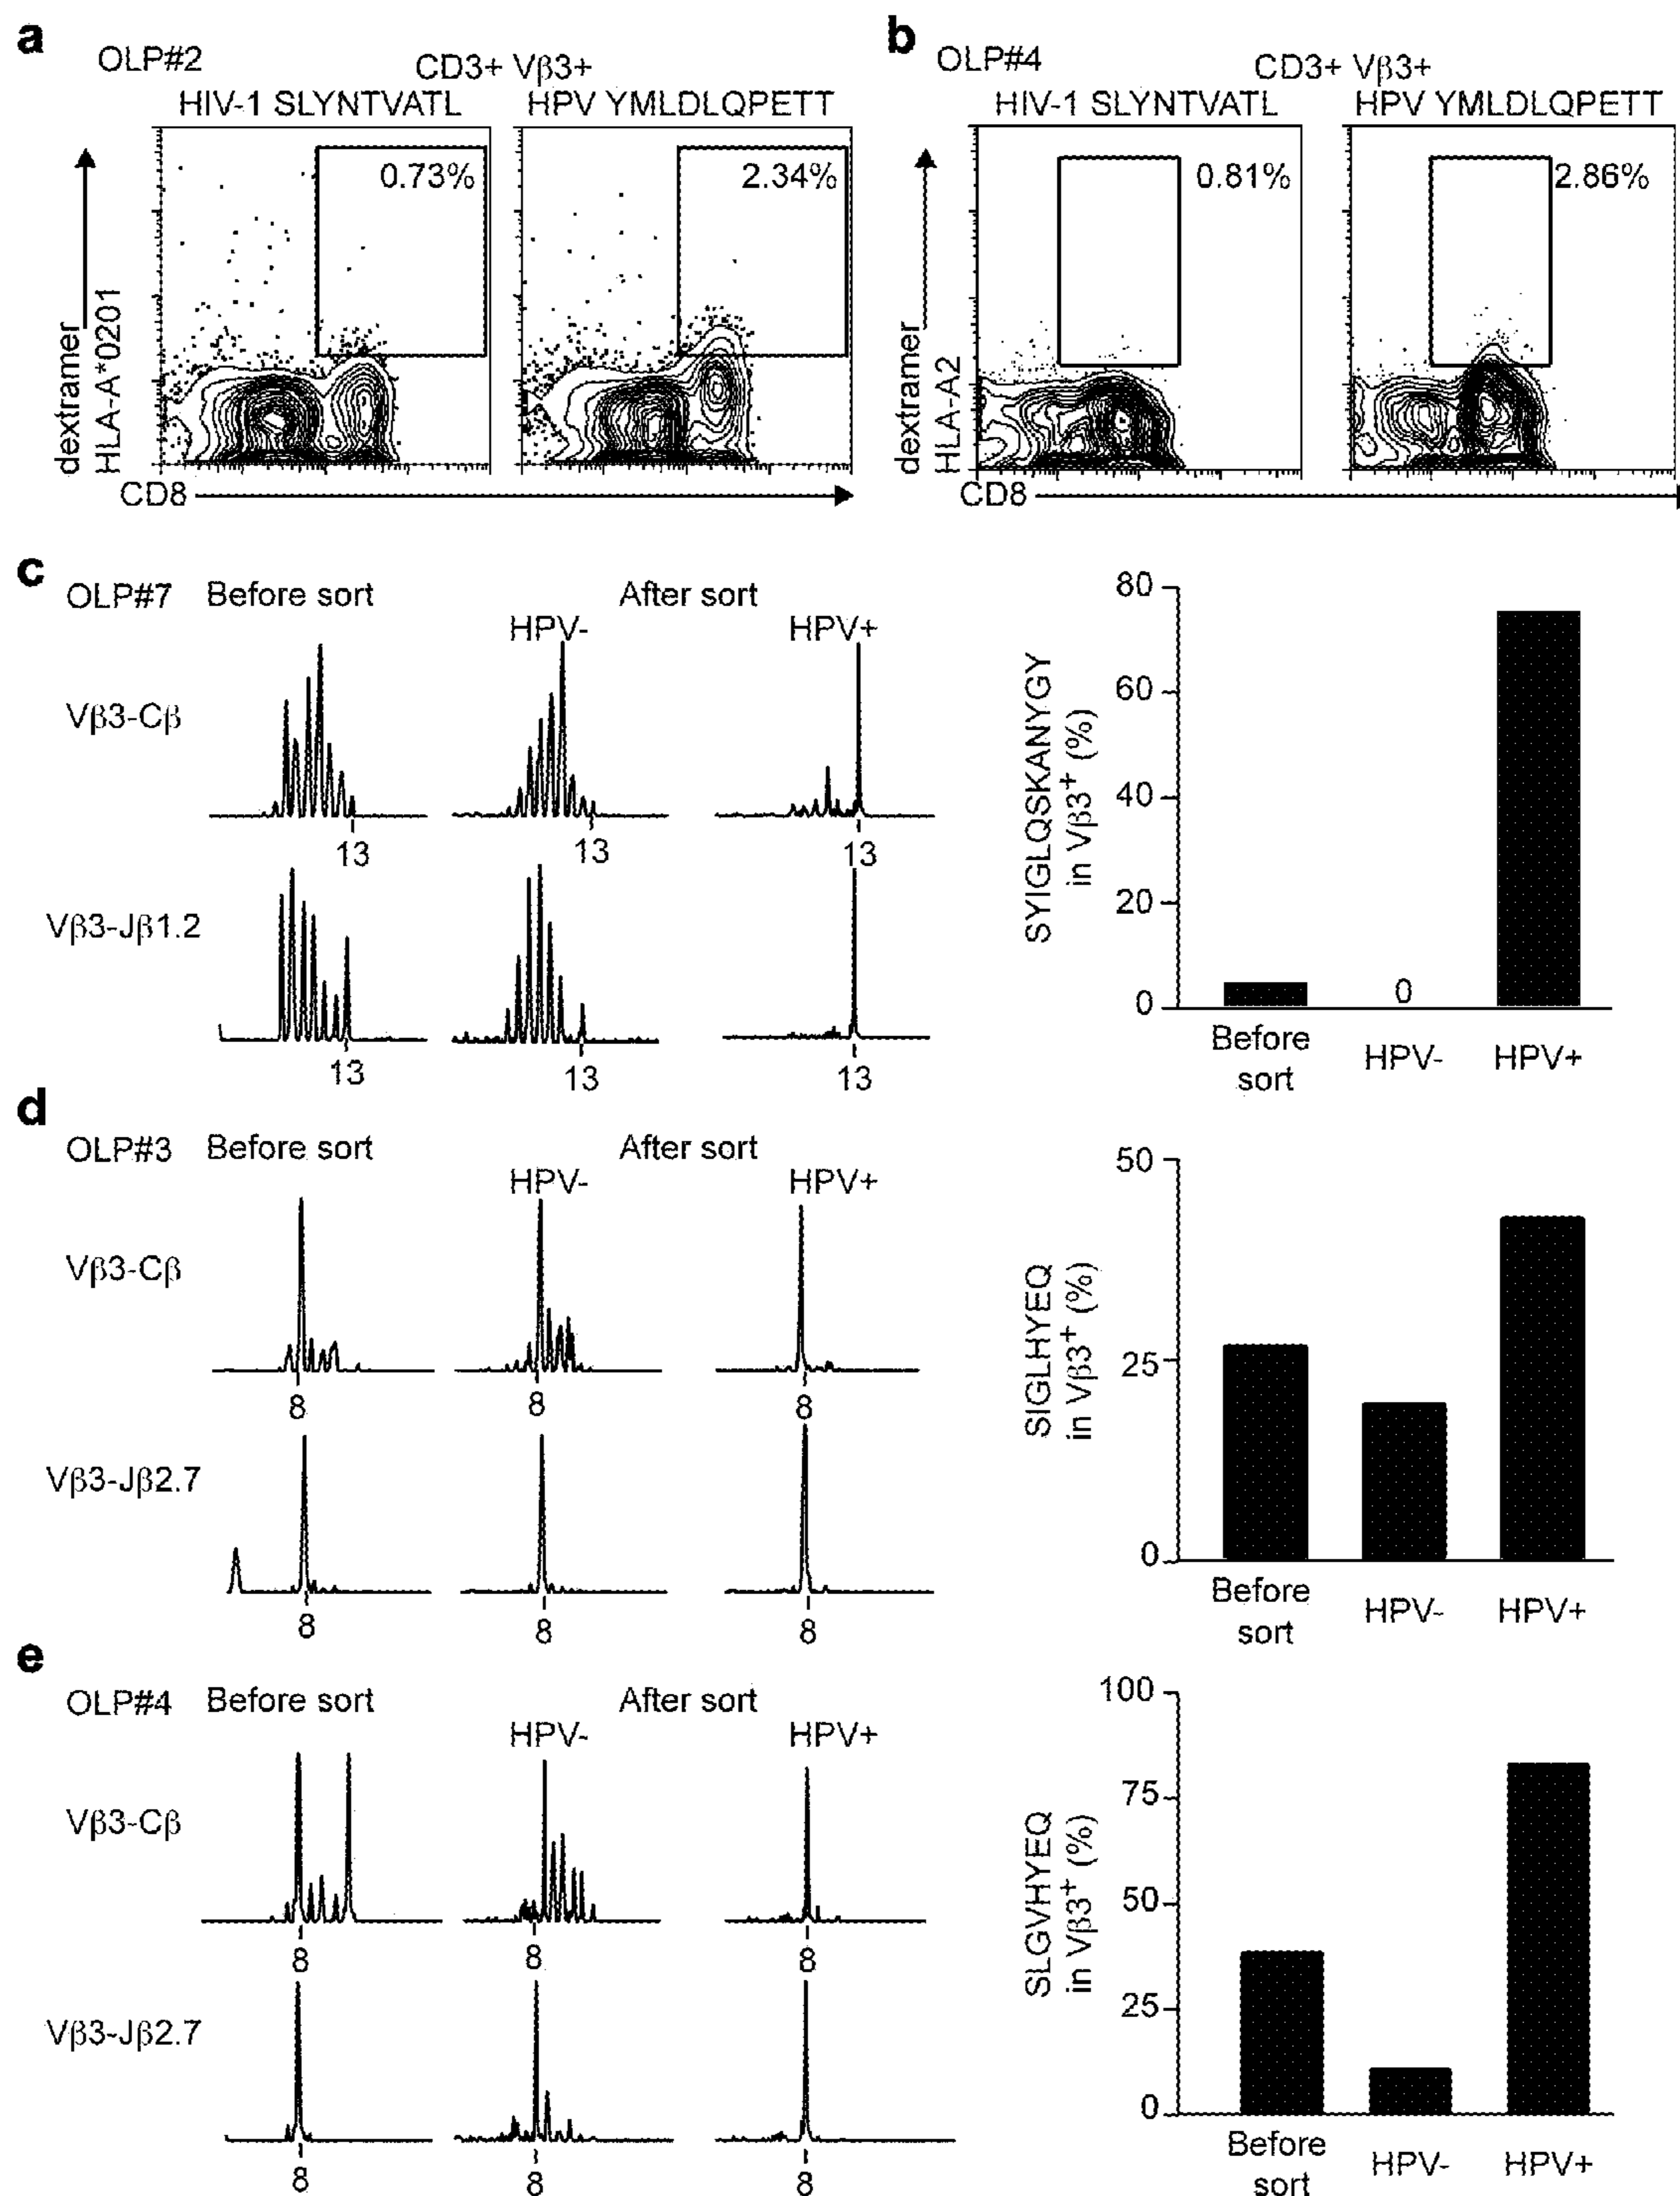 a
OLP#2
CD3+ Vβ3+
HIV-1 SLYNTVATL
HPV YMLDLQPETT
0.73%
2.34%
dextramer
HLA-A*0201
CD8
b
OLP#4
CD3+ Vβ3+
HIV-1 SLYNTVATL
HPV YMLDLQPETT
0.81%
2.86%
dextramer
HLA-A2
CD8
c
OLP#7
Before sort
After sort
HPV-
HPV+
Vβ3-Cβ
13
13
13
Vβ3-Jβ1.2
13
13
13
SYIGLQSKANYGY
in Vβ3+ (%)
80
60
40
20
0
0
Before
sort
HPV-
HPV+
d
OLP#3
Before sort
After sort
HPV-
HPV+
Vβ3-Cβ
8
8
8
Vβ3-Jβ2.7
8
8
8
SIGLHYEQ
in Vβ3+ (%)
50
25
0
Before
sort
HPV-
HPV+
e
OLP#4
Before sort
After sort
HPV-
HPV+
Vβ3-Cβ
8
8
8
Vβ3-Jβ2.7
8
8
8
SLGVHYEQ
in Vβ3+ (%)
100
75
50
25
0
Before
sort
HPV-
HPV+